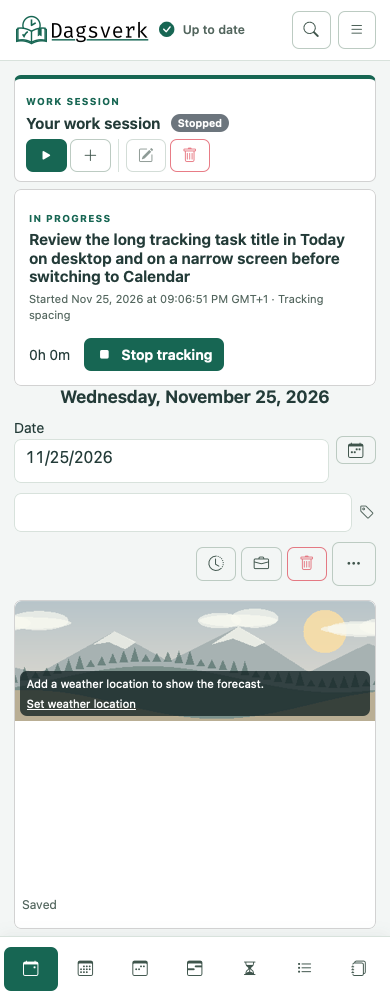 Dagsverk
Up to date
WORK SESSION
Your work session Stopped
IN PROGRESS
Review the long tracking task title in Today
on desktop and on a narrow screen before
switching to Calendar
Started Nov 25, 2026 at 09:06:51 PM GMT+1 · Tracking
spacing
0h 0m Stop tracking
Wednesday, November 25, 2026
Date
11/25/2026
Add a weather location to show the forecast.
Set weather location
Saved